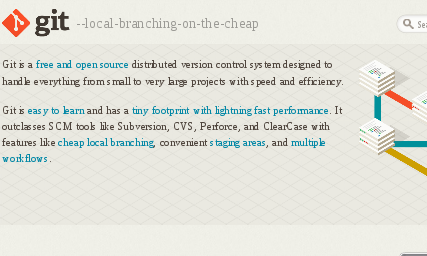 git --local-branching-on-the-cheap
Git is a free and open source distributed version control system designed to
handle everything from small to very large projects with speed and efficiency.
Git is easy to learn and has a tiny footprint with lightning fast performance. It
outclasses SCM tools like Subversion, CVS, Perforce, and ClearCase with
features like cheap local branching, convenient staging areas, and multiple
workflows.